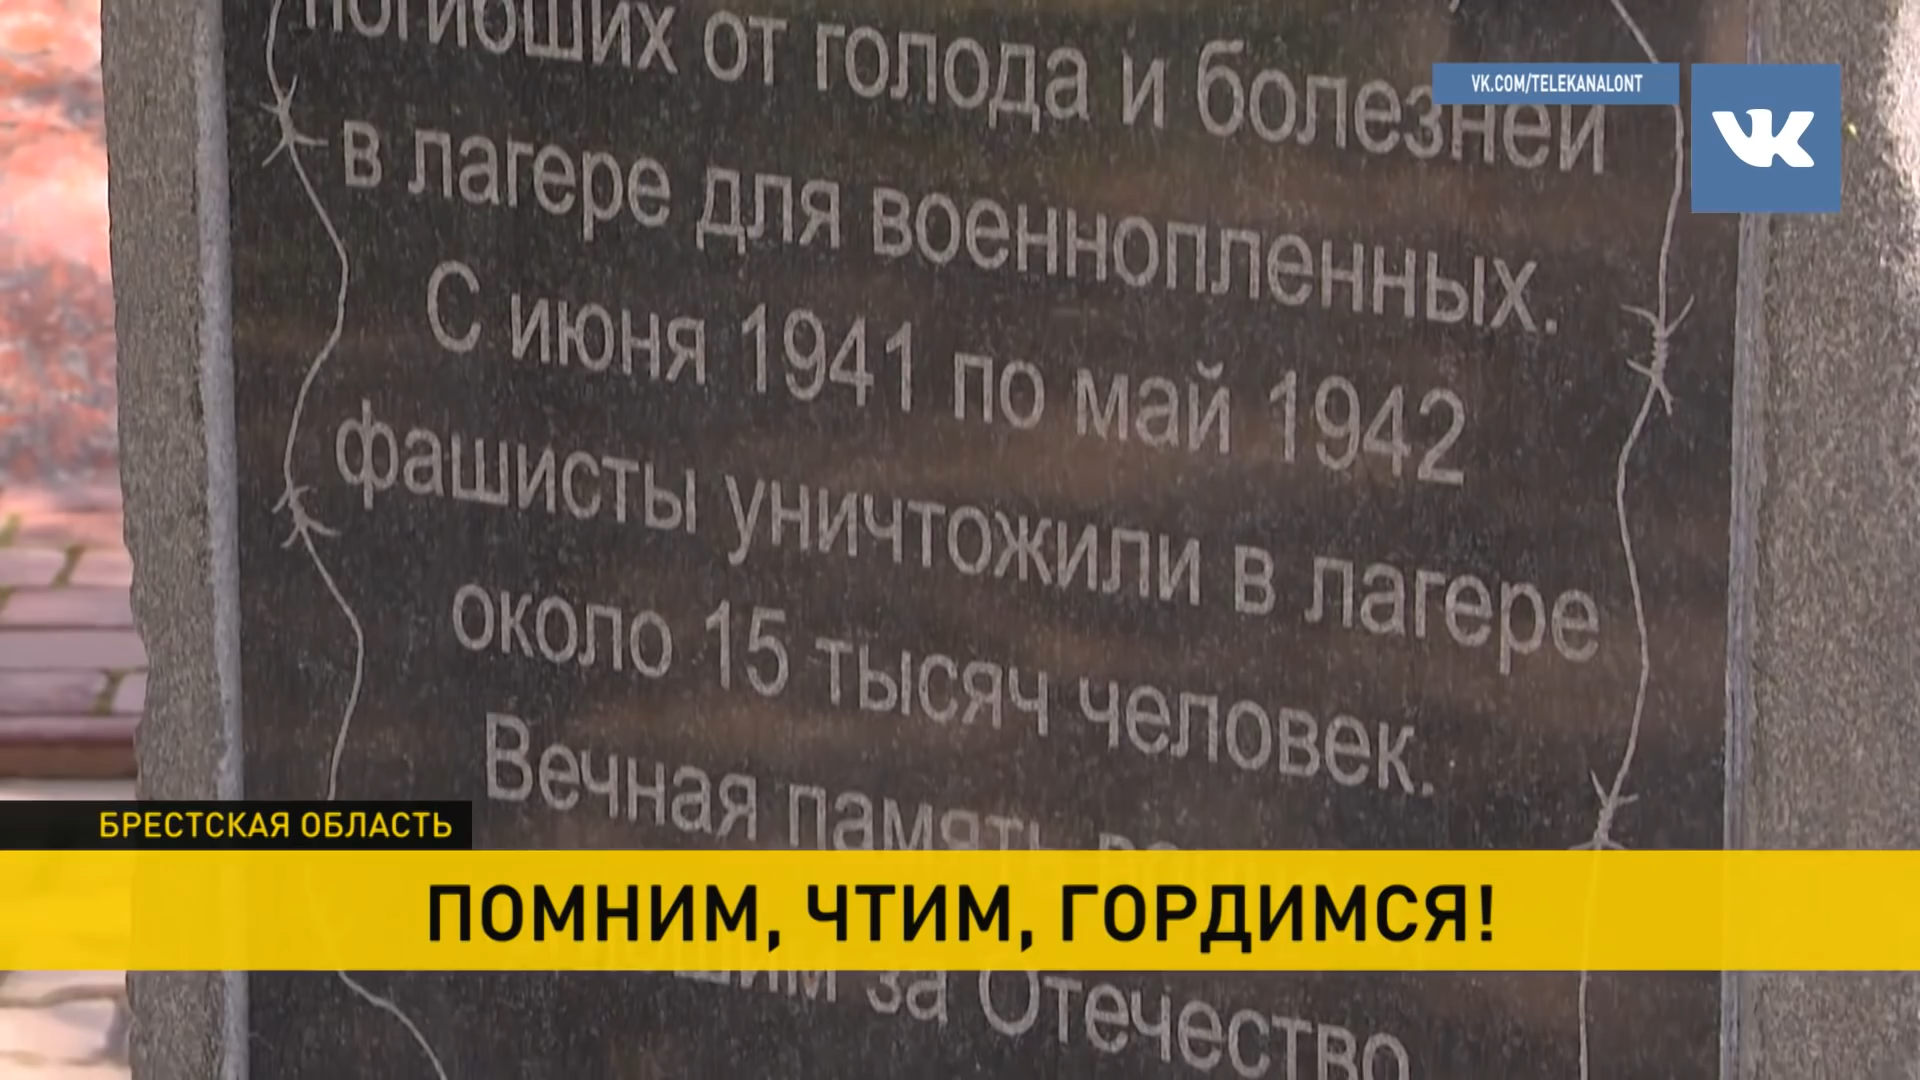 погибших от голода и болезней
VK.COM/TELEKANALONT
в лагере для военнопленных.
С июня 1941 по май 1942
фашисты уничтожили в лагере
около 15 тысяч человек.
Вечная память
БРЕСТСКАЯ ОБЛАСТЬ
ПОМНИМ, ЧТИМ, ГОРДИМСЯ!
за Отечество